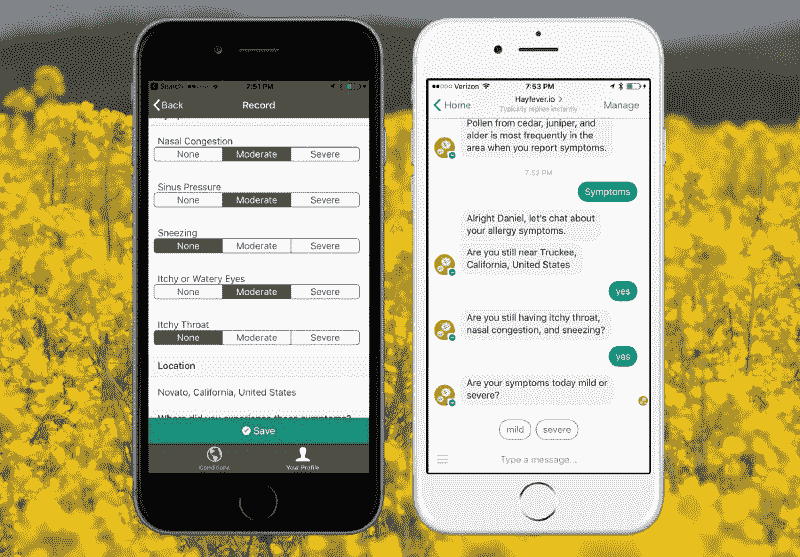 Search
7:51 PM
Back
Record
Nasal Congestion
None Moderate Severe
Sinus Pressure
None Moderate Severe
Sneezing
None Moderate Severe
Itchy or Watery Eyes
None Moderate Severe
Itchy Throat
None Moderate Severe
Location
Novato, California, United States
Where did you experience these symptoms?
Save
Conditions
Your Profile
Verizon
7:53 PM
Home
Hayfever.io
Manage
Typically replies instantly
Pollen from cedar, juniper, and
alder is most frequently in the
area when you report symptoms.
7:52 PM
Symptoms
Alright Daniel, let's chat about
your allergy symptoms.
Are you still near Truckee,
California, United States
yes
Are you still having itchy throat,
nasal congestion, and sneezing?
yes
Are your symptoms today mild or
severe?
mild severe
Type a message...